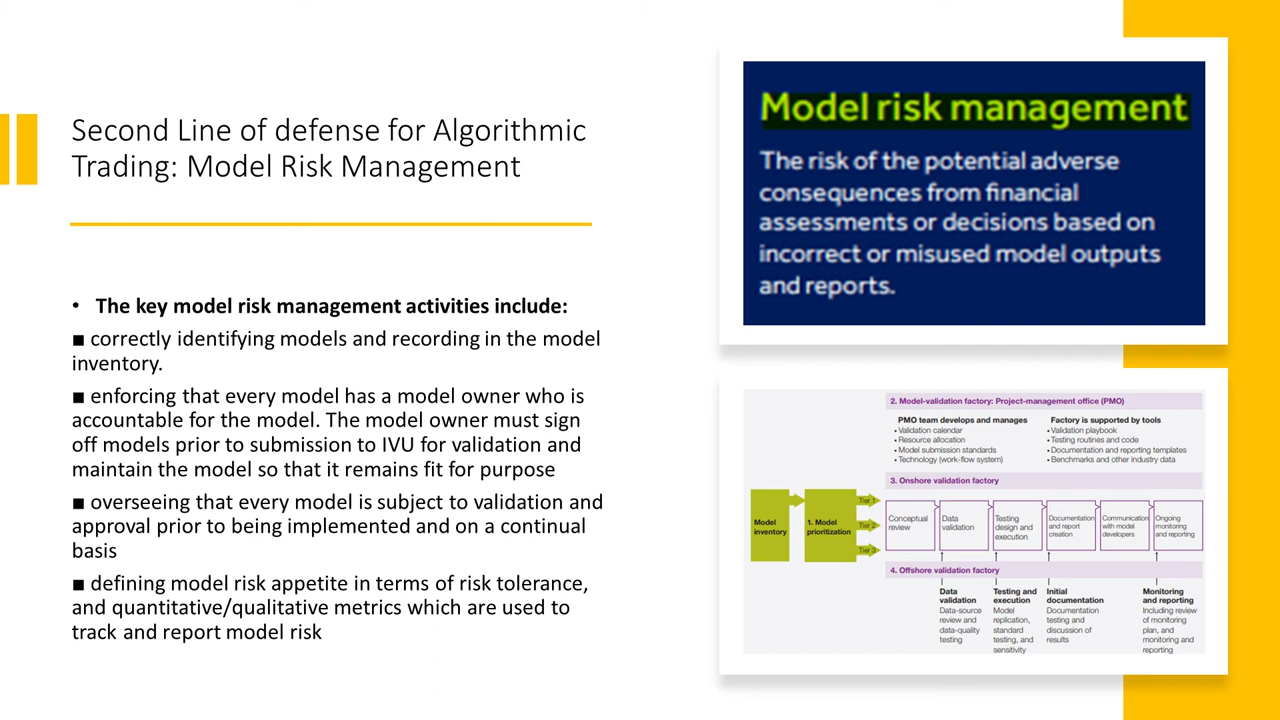 Second Line of defense for Algorithmic
Trading: Model Risk Management
• The key model risk management activities include:
■ correctly identifying models and recording in the model
inventory.
■ enforcing that every model has a model owner who is
accountable for the model. The model owner must sign
off models prior to submission to IVU for validation and
maintain the model so that it remains fit for purpose
■ overseeing that every model is subject to validation and
approval prior to being implemented and on a continual
basis
■ defining model risk appetite in terms of risk tolerance,
and quantitative/qualitative metrics which are used to
track and report model risk
Model risk management
The risk of the potential adverse
consequences from financial
assessments or decisions based on
incorrect or misused model outputs
and reports.
2. Model-validation factory: Project-management office (PMO)
PMO team develops and manages
• Validation calendar
• Resource allocation
• Model submission standards
• Technology (work-flow system)
Factory is supported by tools
• Validation playbook
• Testing routines and code
• Documentation and reporting templates
• Benchmarks and other industry data
3. Onshore validation factory
Model
inventory
1. Model
prioritization
Tier 1
Tier 2
Tier 3
Conceptual
review
Data
validation
Testing
design and
execution
Documentation
and report
creation
Communication
with model
developers
Ongoing
monitoring
and reporting
4. Offshore validation factory
Data
validation
Data-source
review and
data-quality
testing
Testing and
execution
Model
replication,
standard
testing, and
sensitivity
Initial
documentation
Documentation
testing and
discussion of
results
Monitoring
and reporting
Including review
of monitoring
plan, and
monitoring and
reporting